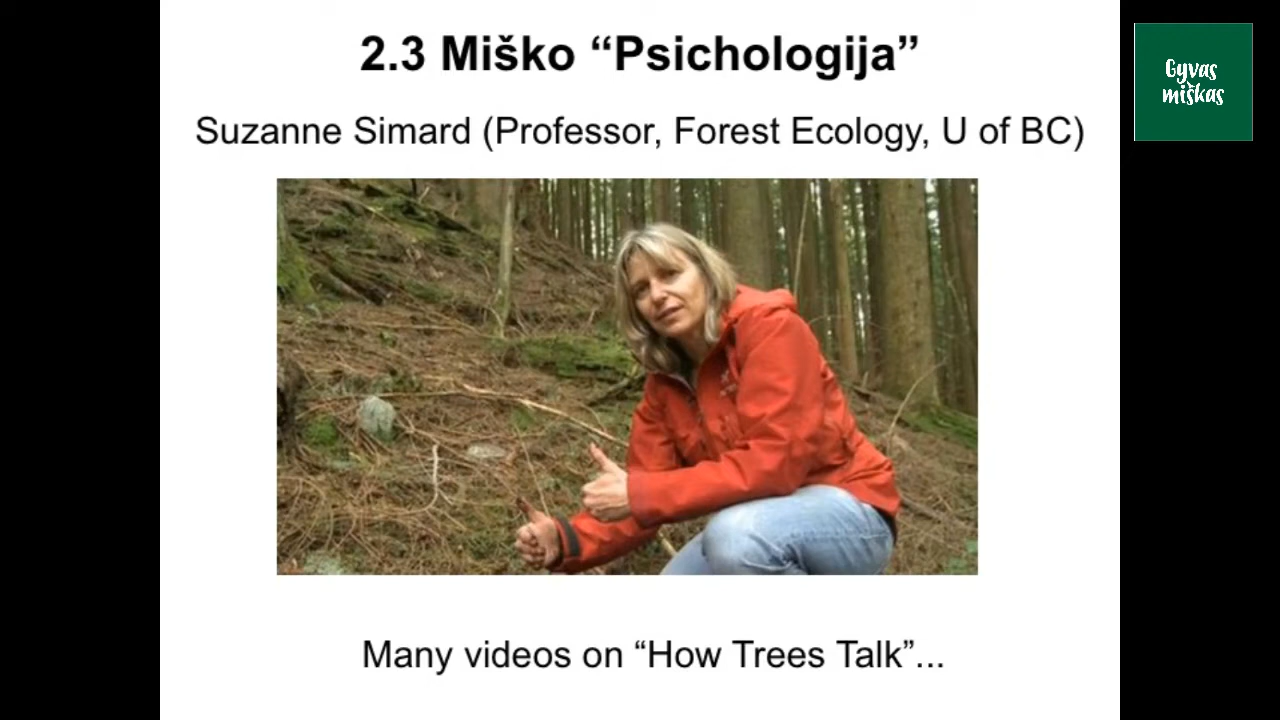 2.3 Miško “Psichologija”
Suzanne Simard (Professor, Forest Ecology, U of BC)
Many videos on “How Trees Talk”...
Gyvas
miškas